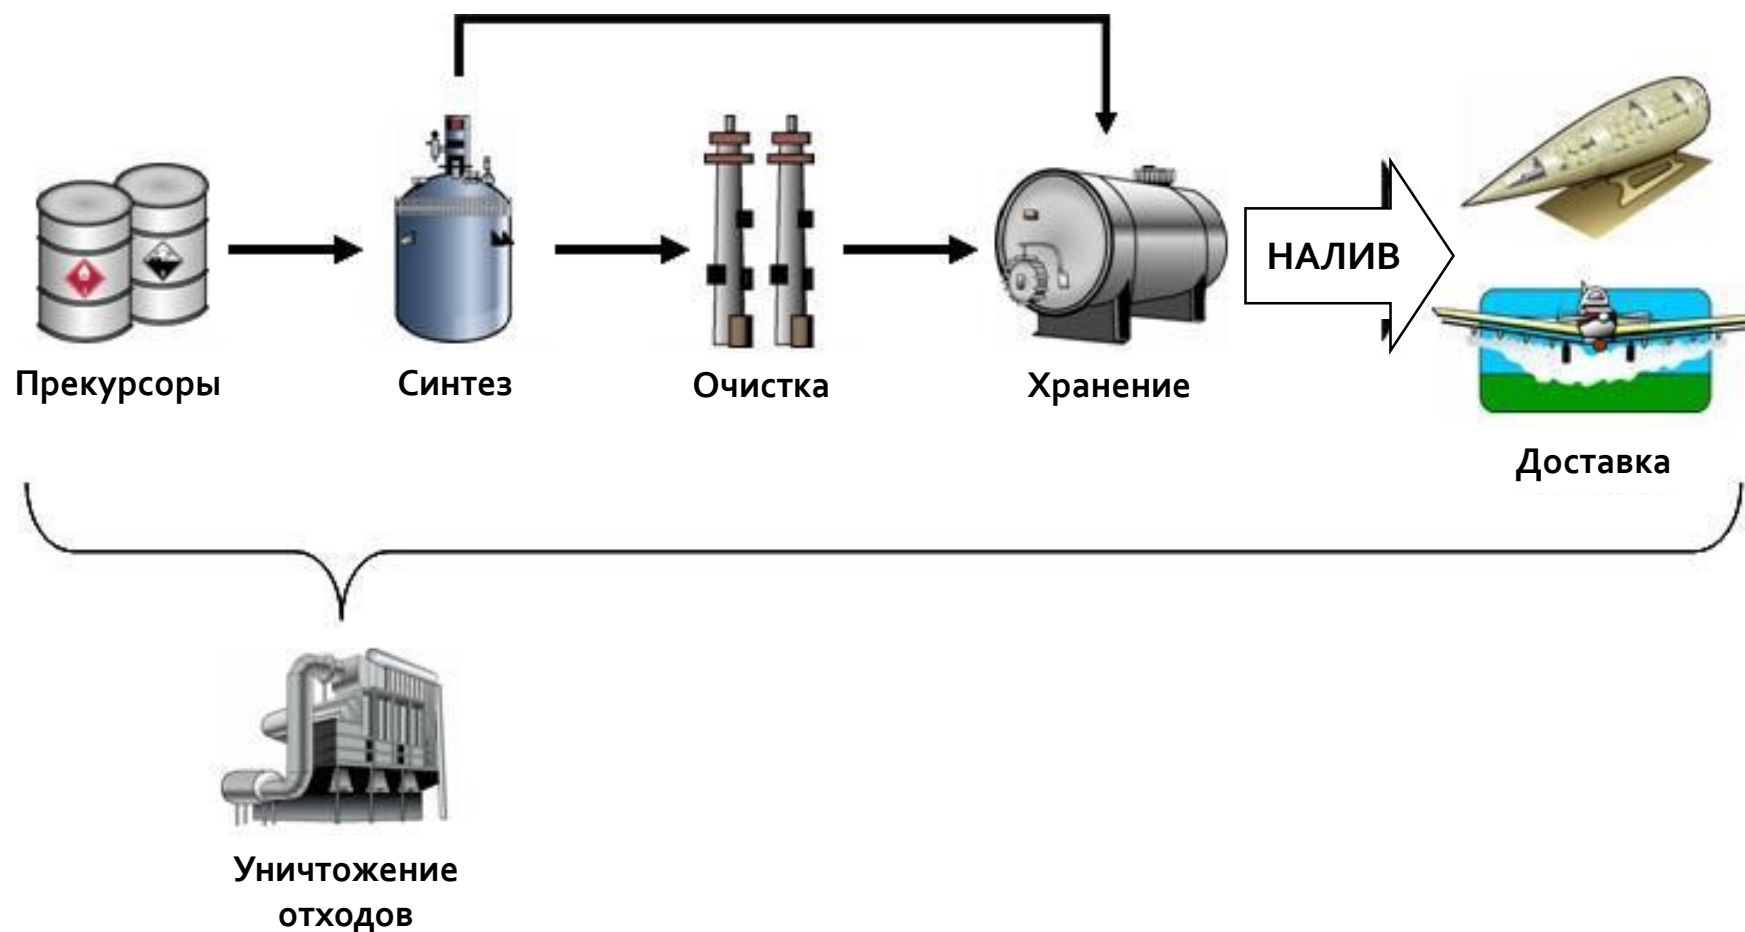 НАЛИВ
Прекурсоры
Синтез
Очистка
Хранение
Доставка
Уничтожение
отходов